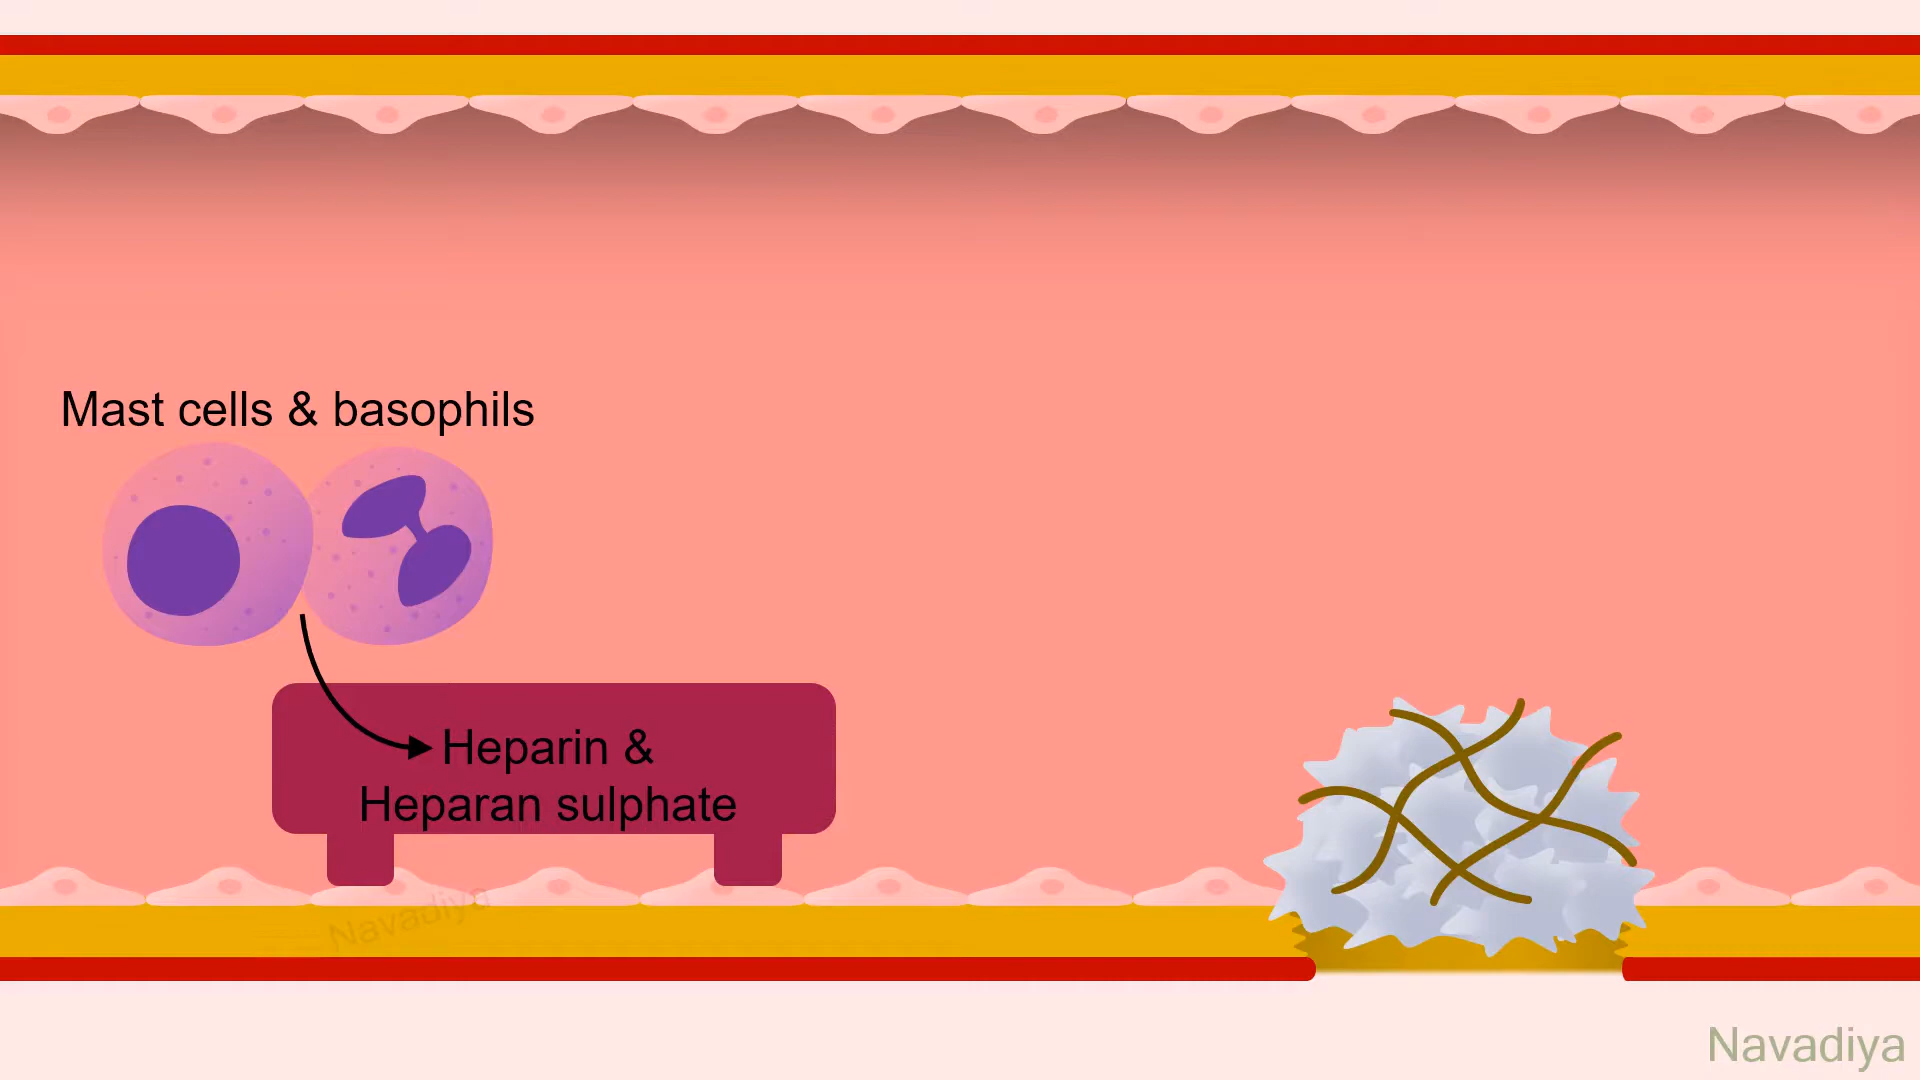 Mast cells & basophils
Heparin &
Heparan sulphate
Navadiya
Navadiya